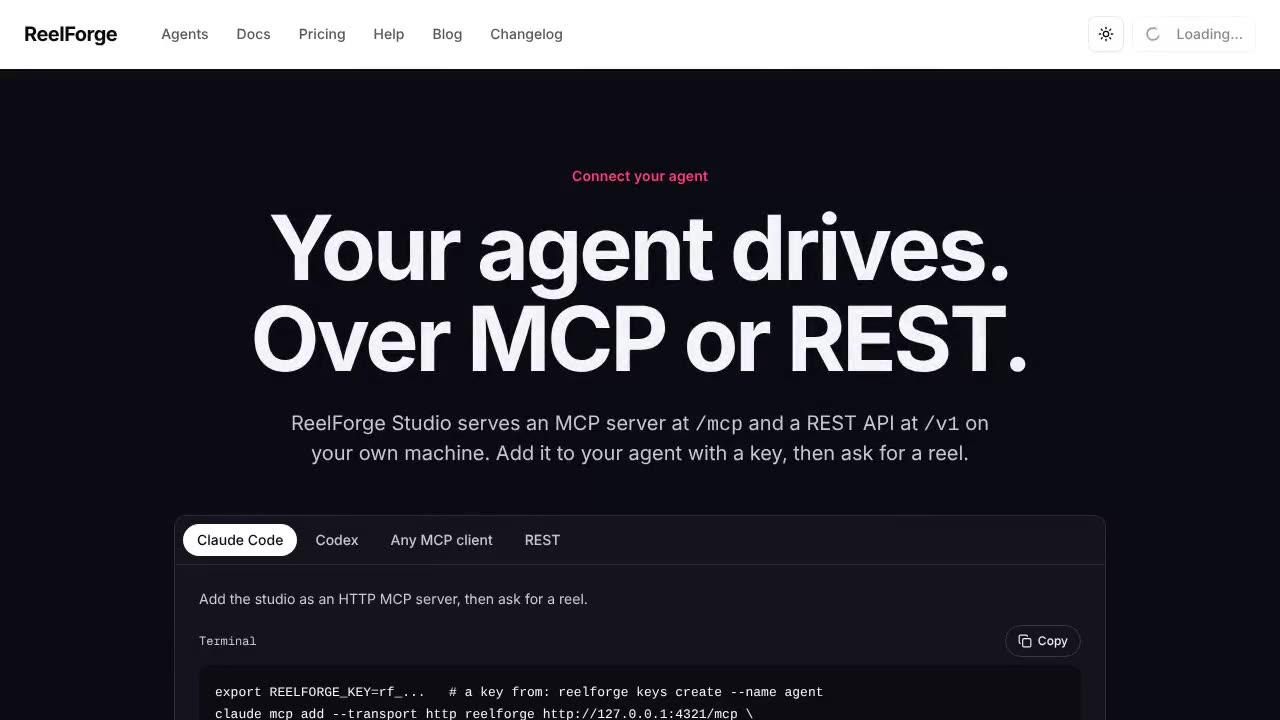 ReelForge
Agents
Docs
Pricing
Help
Blog
Changelog
Loading...
Connect your agent
Your agent drives.
Over MCP or REST.
ReelForge Studio serves an MCP server at /mcp and a REST API at /v1 on
your own machine. Add it to your agent with a key, then ask for a reel.
Claude Code
Codex
Any MCP client
REST
Add the studio as an HTTP MCP server, then ask for a reel.
Terminal
Copy
export REELFORGE_KEY=rf_...   # a key from: reelforge keys create --name agent
claude mcp add --transport http reelforge http://127.0.0.1:4321/mcp \